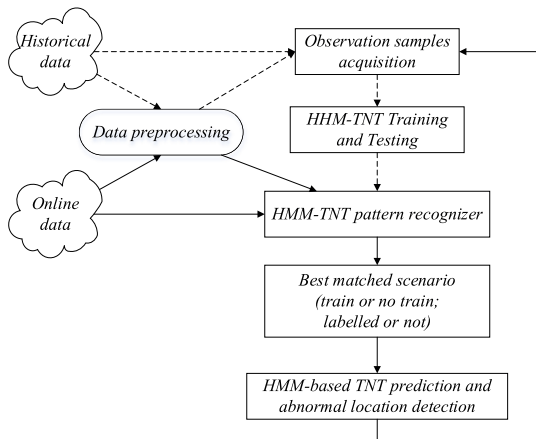 Historical
data
Observation samples
acquisition
Data preprocessing
HHM-TNT Training
and Testing
Online
data
HMM-TNT pattern recognizer
Best matched scenario
(train or no train;
labelled or not)
HMM-based TNT prediction and
abnormal location detection